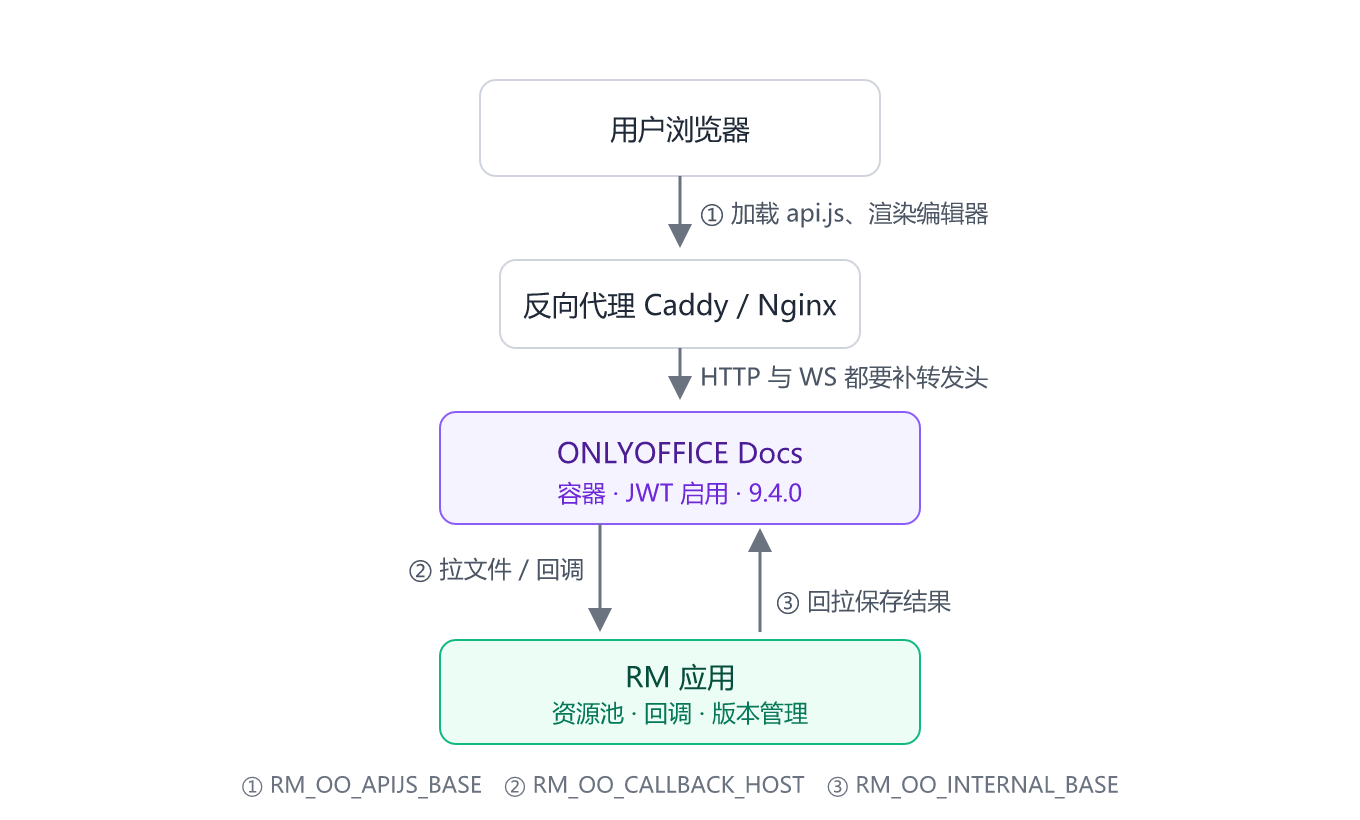 用户浏览器
① 加载 api.js、渲染编辑器
反向代理 Caddy / Nginx
HTTP 与 WS 都要补转发头
ONLYOFFICE Docs
容器 · JWT 启用 · 9.4.0
② 拉文件 / 回调
③ 回拉保存结果
RM 应用
资源池 · 回调 · 版本管理
① RM_OO_APIJS_BASE ② RM_OO_CALLBACK_HOST ③ RM_OO_INTERNAL_BASE